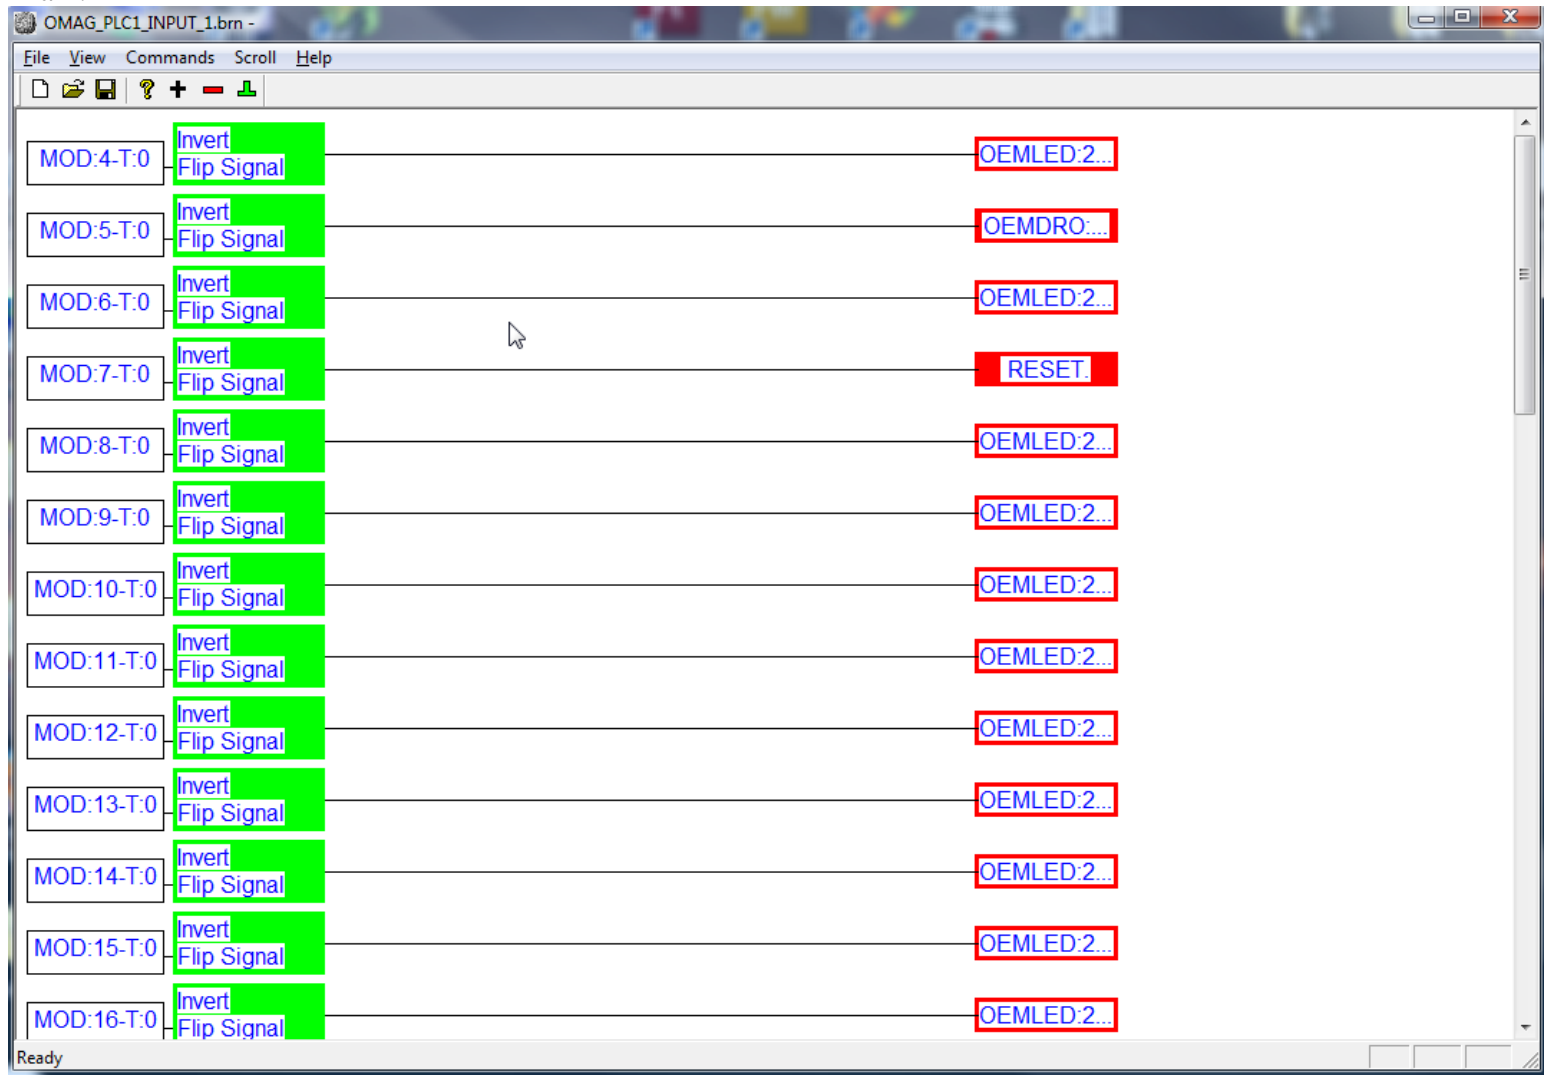 OMAG_PLC1_INPUT_1.brn -
File View Commands Scroll Help
MOD:4-T:0 Invert Flip Signal OEMLED:2...
MOD:5-T:0 Invert Flip Signal OEMDRO:...
MOD:6-T:0 Invert Flip Signal OEMLED:2...
MOD:7-T:0 Invert Flip Signal RESET.
MOD:8-T:0 Invert Flip Signal OEMLED:2...
MOD:9-T:0 Invert Flip Signal OEMLED:2...
MOD:10-T:0 Invert Flip Signal OEMLED:2...
MOD:11-T:0 Invert Flip Signal OEMLED:2...
MOD:12-T:0 Invert Flip Signal OEMLED:2...
MOD:13-T:0 Invert Flip Signal OEMLED:2...
MOD:14-T:0 Invert Flip Signal OEMLED:2...
MOD:15-T:0 Invert Flip Signal OEMLED:2...
MOD:16-T:0 Invert Flip Signal OEMLED:2...
Ready